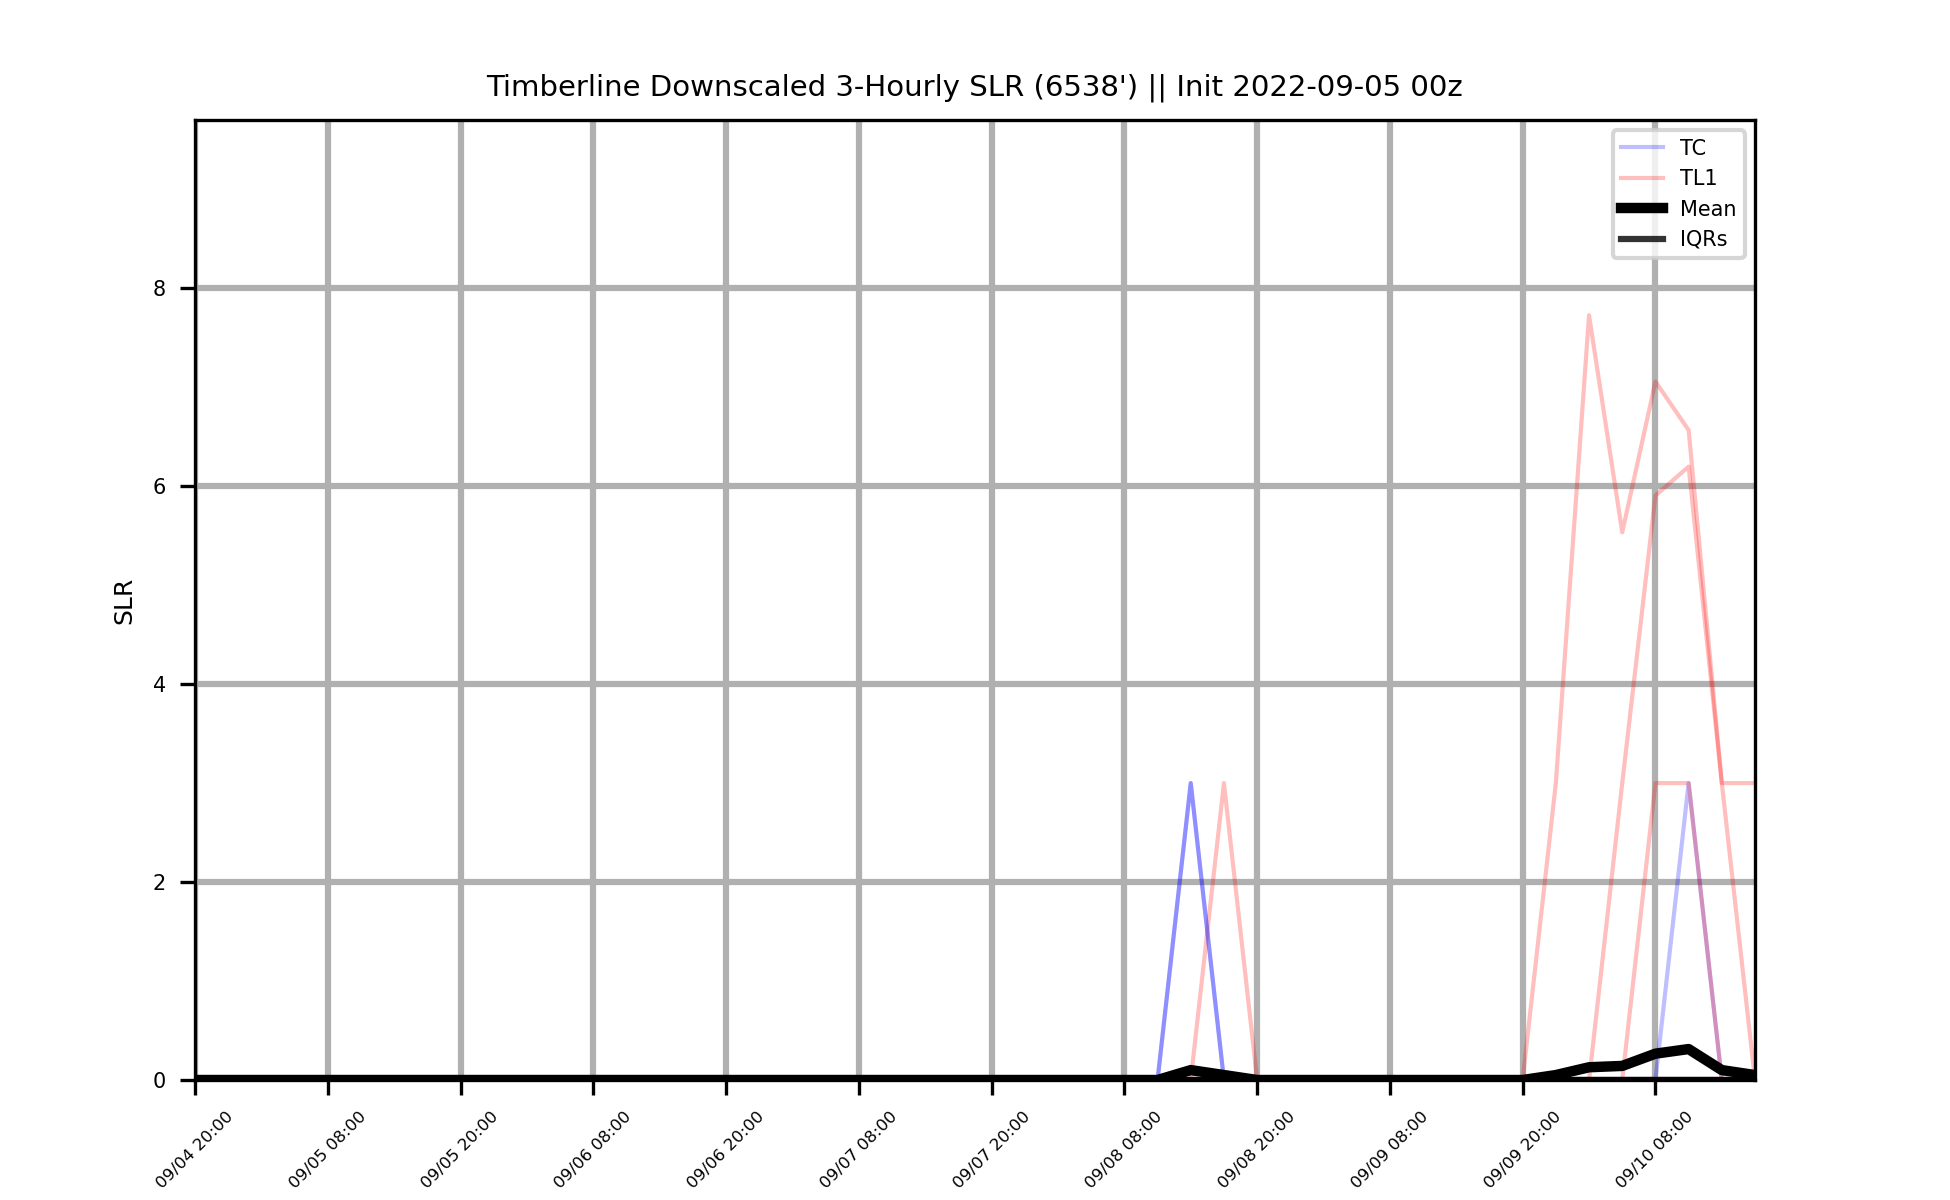 Timberline Downscaled 3-Hourly SLR (6538') || Init 2022-09-05 00z
TC
TL1
Mean
IQRs
SLR
8
6
4
2
0
09/04 20:00
09/05 08:00
09/05 20:00
09/06 08:00
09/06 20:00
09/07 08:00
09/07 20:00
09/08 08:00
09/08 20:00
09/09 08:00
09/09 20:00
09/10 08:00